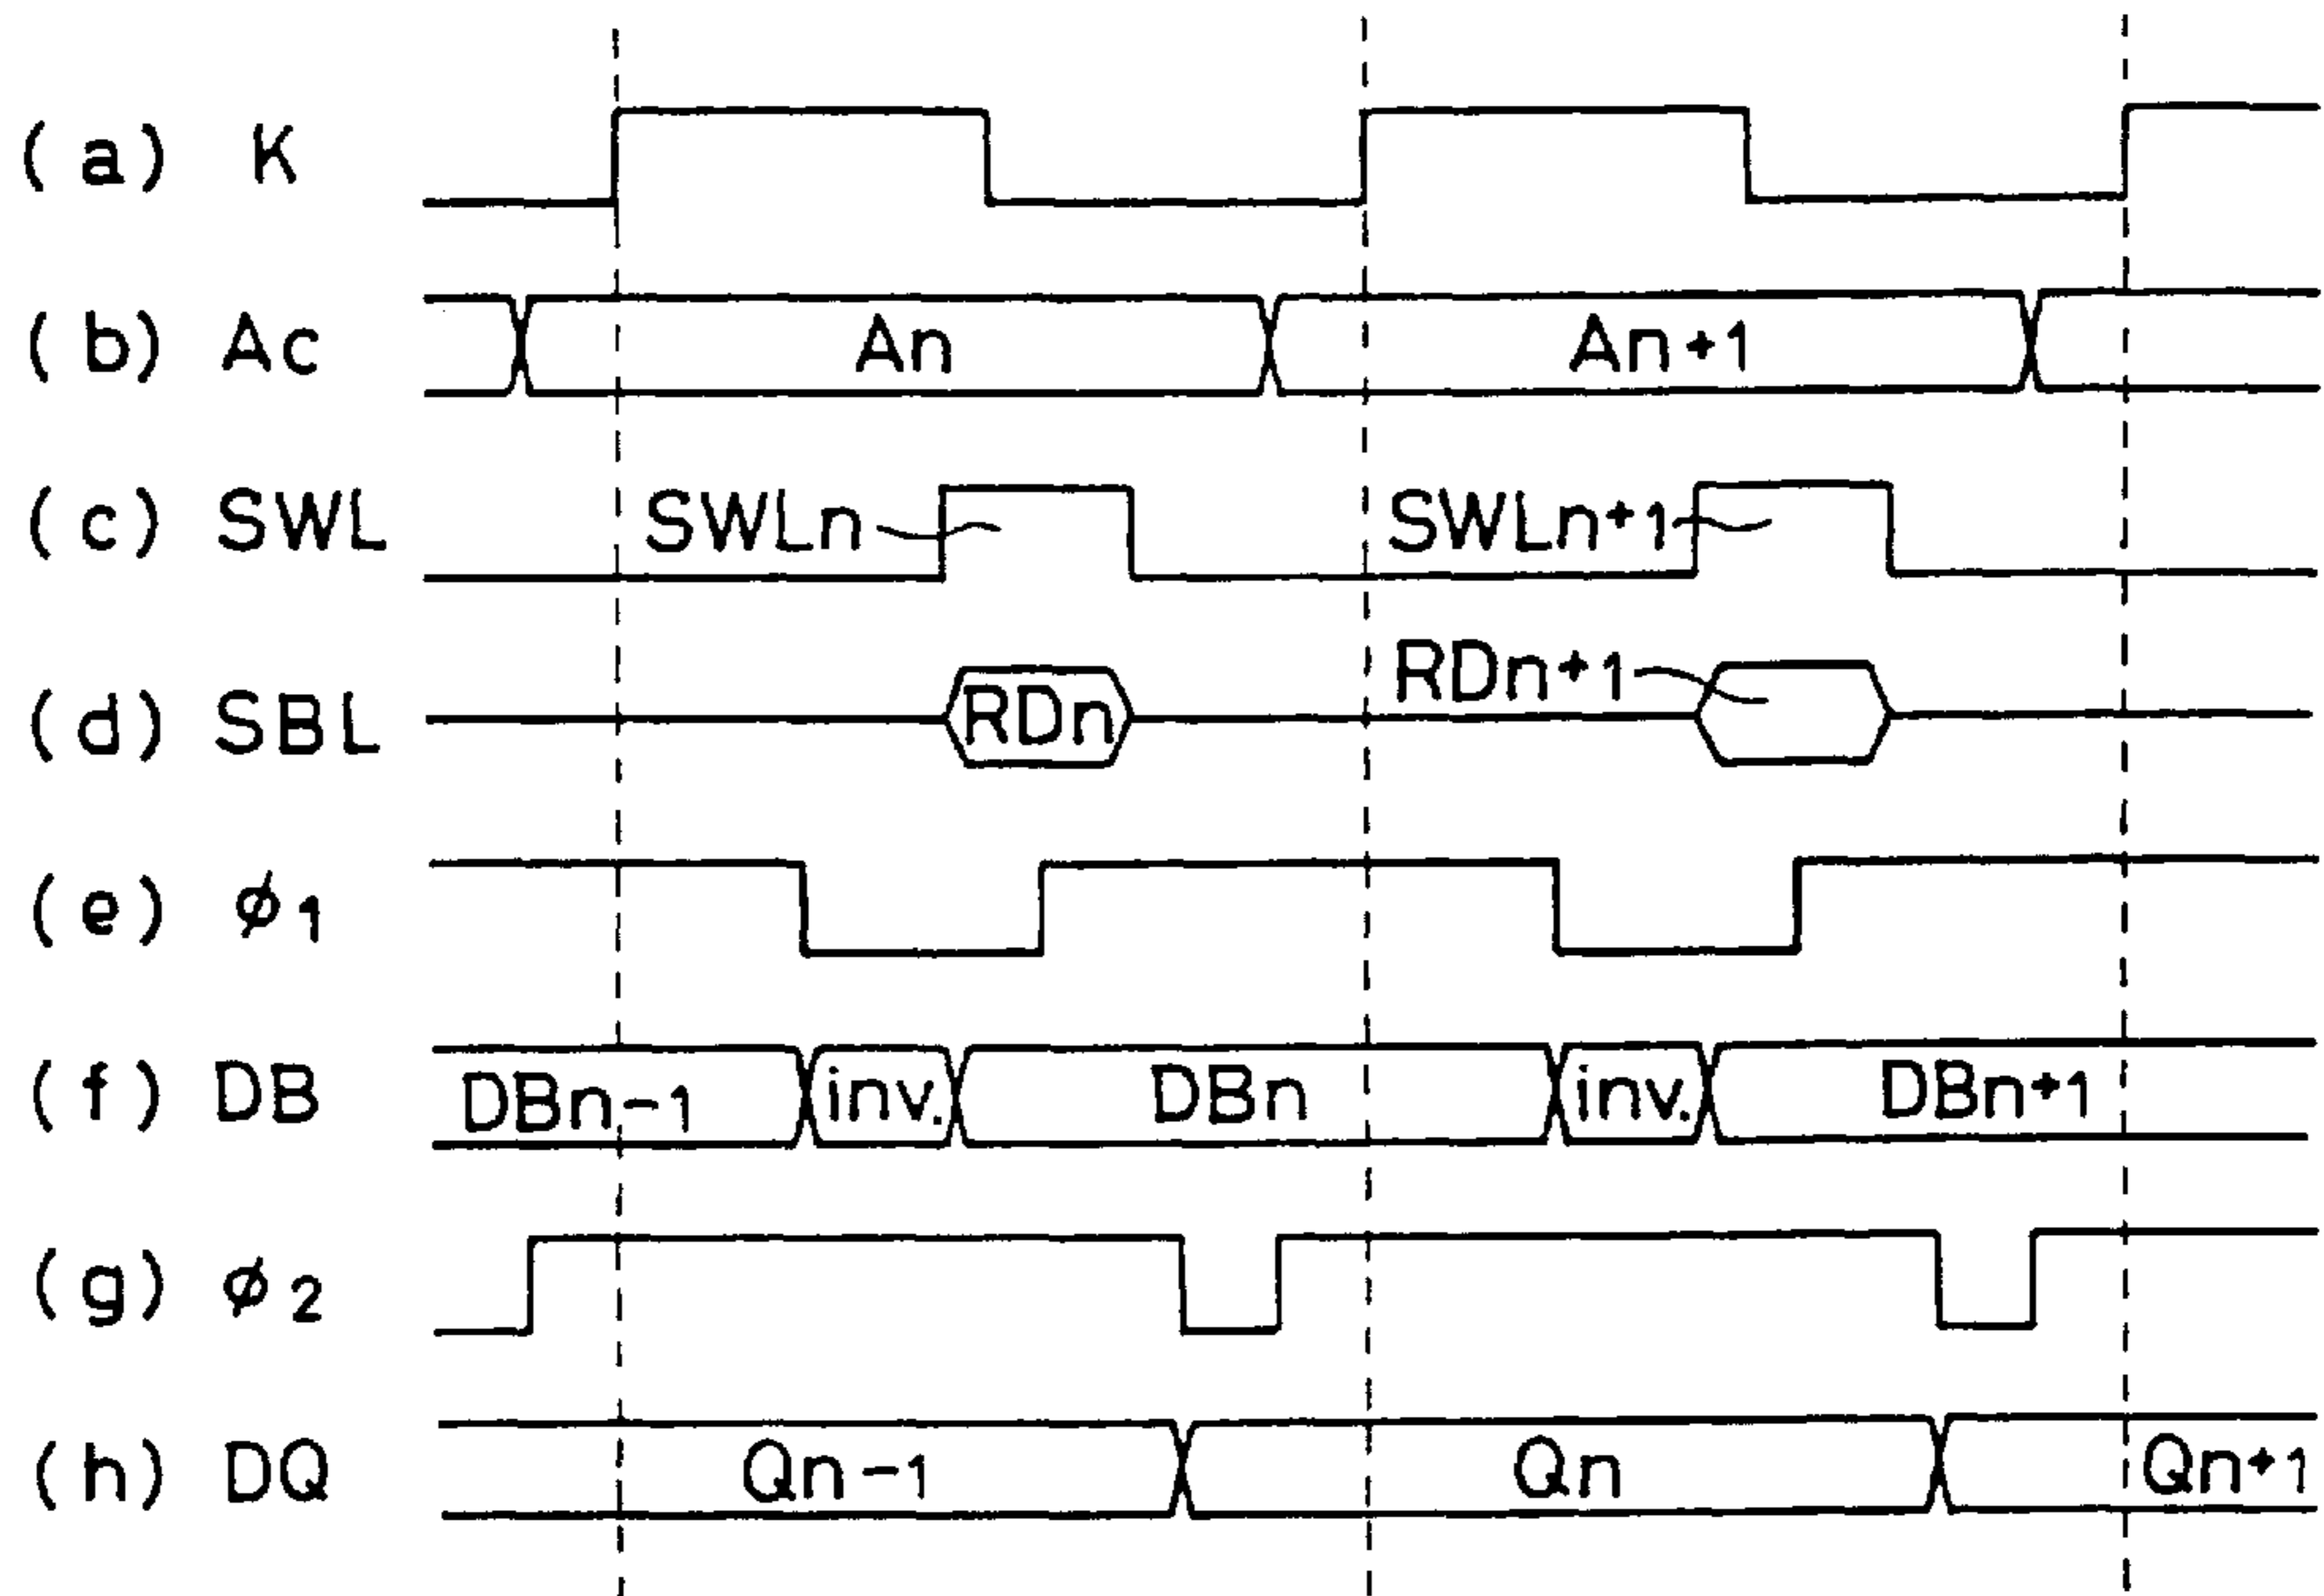 (a) K
(b) Ac An An+1
(c) SWL SWLn SWLn+1
(d) SBL RDn RDn+1
(e) ϕ1
(f) DB DBn-1 inv. DBn inv. DBn+1
(g) ϕ2
(h) DQ Qn-1 Qn Qn+1